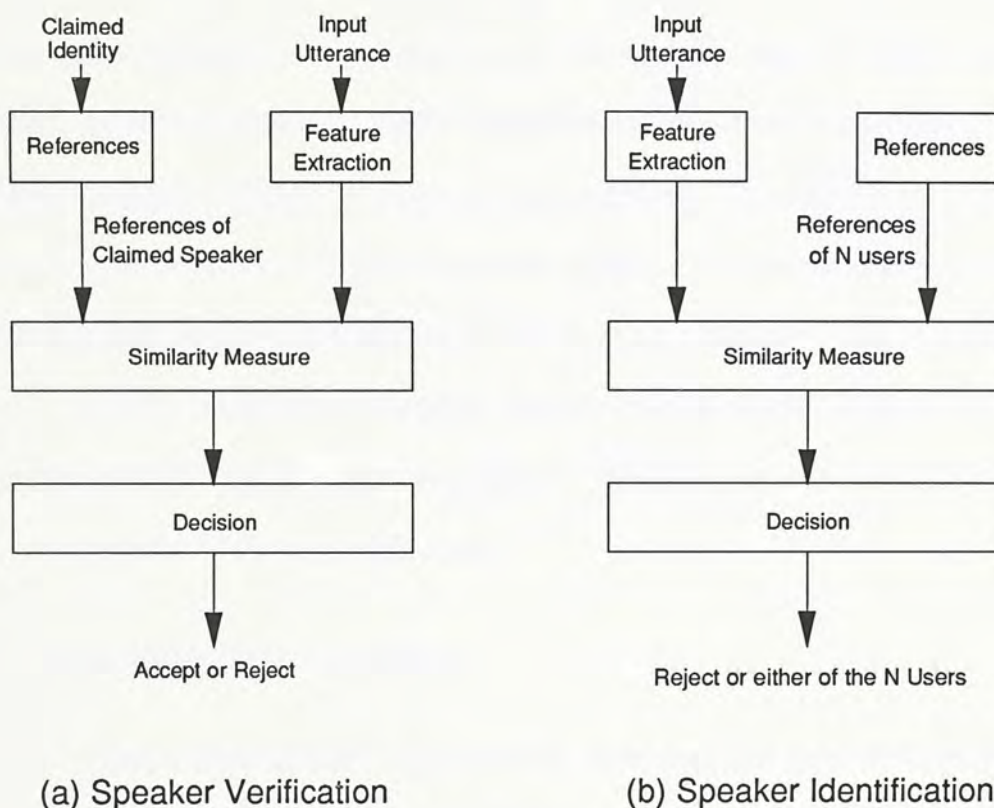 Claimed
Identity
Input
Utterance
References
Feature
Extraction
References of
Claimed Speaker
Similarity Measure
Decision
Accept or Reject
(a) Speaker Verification
Input
Utterance
Feature
Extraction
References
References
of N users
Similarity Measure
Decision
Reject or either of the N Users
(b) Speaker Identification